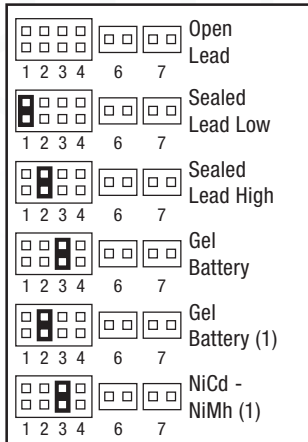 Open
Lead
1 2 3 4 6 7
Sealed
Lead Low
1 2 3 4 6 7
Sealed
Lead High
1 2 3 4 6 7
Gel
Battery
1 2 3 4 6 7
Gel
Battery (1)
1 2 3 4 6 7
NiCd -
NiMh (1)
1 2 3 4 6 7